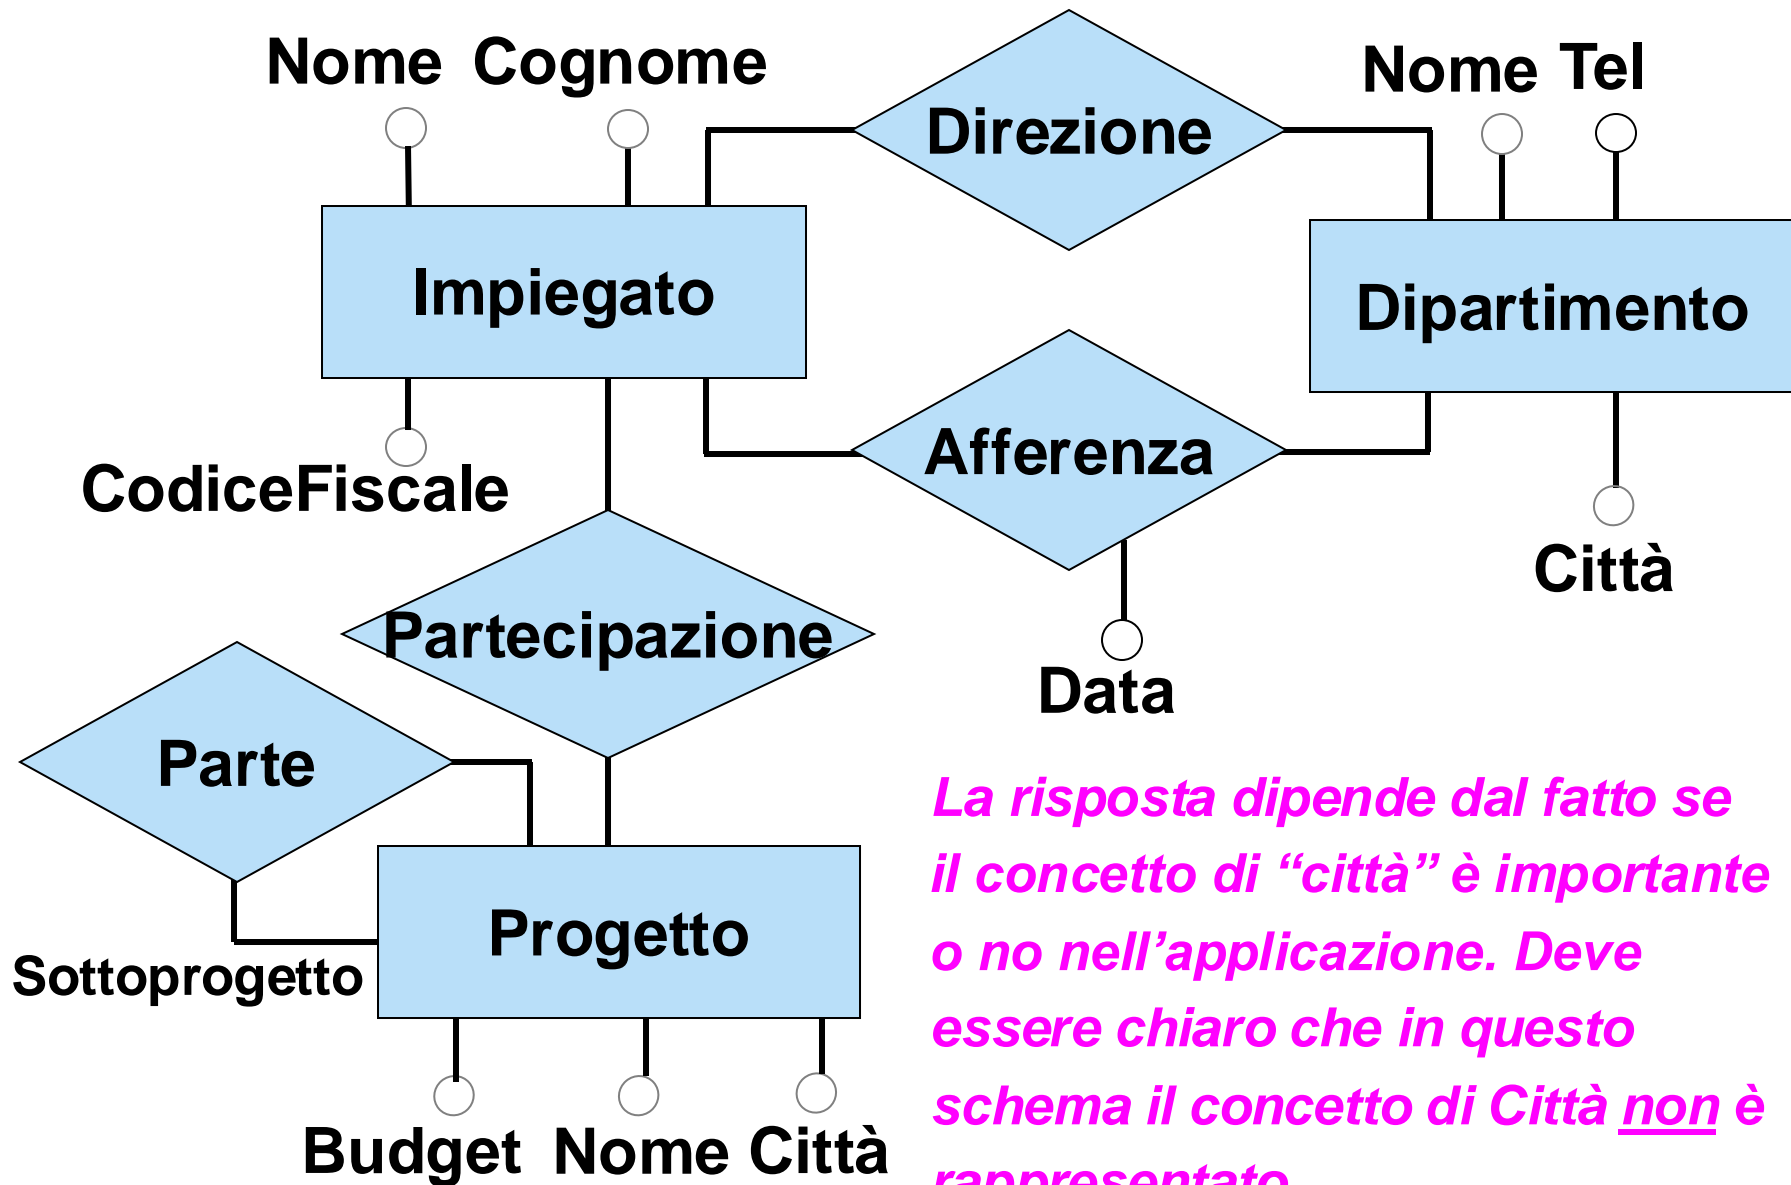 Nome Cognome
Nome Tel
Direzione
Impiegato
Dipartimento
Afferenza
CodiceFiscale
Città
Partecipazione
Data
Parte
Progetto
Sottoprogetto
Budget Nome Città
La risposta dipende dal fatto se
il concetto di “città” è importante
o no nell’applicazione. Deve
essere chiaro che in questo
schema il concetto di Città non è
rappresentato